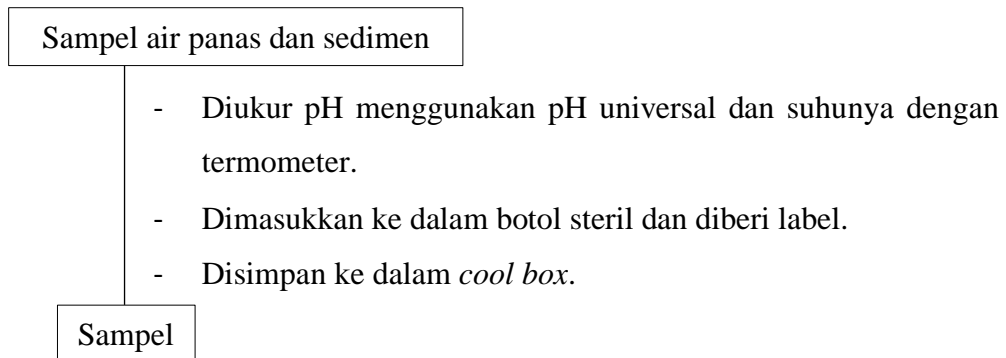 Sampel air panas dan sedimen
- Diukur pH menggunakan pH universal dan suhunya dengan
termometer.
- Dimasukkan ke dalam botol steril dan diberi label.
- Disimpan ke dalam cool box.
Sampel